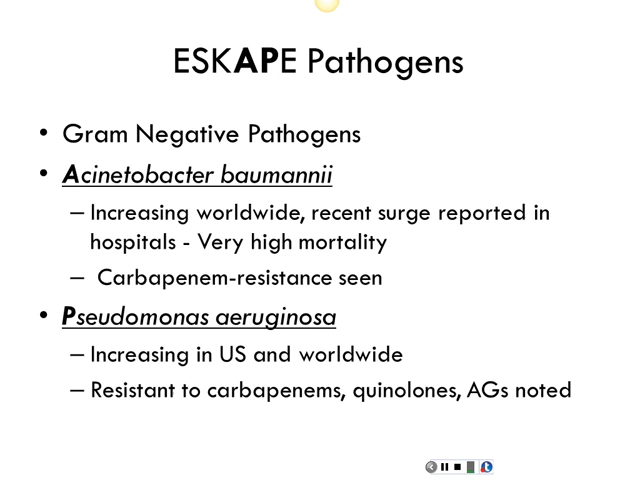 ESKAPE Pathogens
• Gram Negative Pathogens
• Acinetobacter baumannii
– Increasing worldwide, recent surge reported in
hospitals - Very high mortality
– Carbapenem-resistance seen
• Pseudomonas aeruginosa
– Increasing in US and worldwide
– Resistant to carbapenems, quinolones, AGs noted